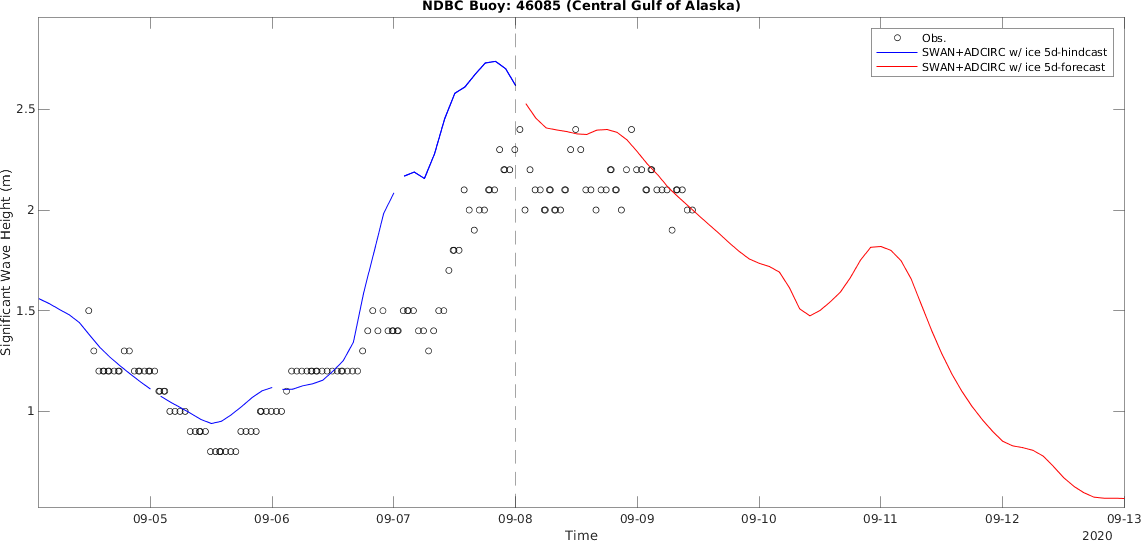 NDBC Buoy: 46085 (Central Gulf of Alaska)
Obs.
SWAN+ADCIRC w/ ice 5d-hindcast
SWAN+ADCIRC w/ ice 5d-forecast
Significant Wave Height (m)
2.5
2
1.5
1
09-05
09-06
09-07
09-08
09-09
09-10
09-11
09-12
09-13
Time
2020